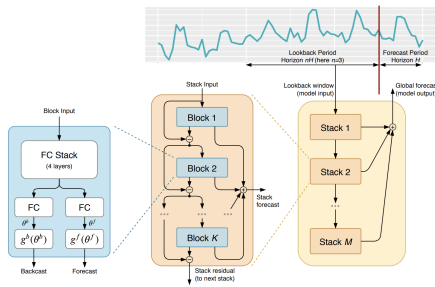 Lookback Period
Horizon nH (here n=3)
Forecast Period
Horizon H
Block Input
FC Stack
(4 layers)
FC
FC
θᵇ
θᶠ
gᵇ(θᵇ)
gᶠ(θᶠ)
Backcast
Forecast
Stack Input
Block 1
Block 2
Block K
Stack
forecast
Stack residual
(to next stack)
Lookback window
(model input)
Global forecast
(model output)
Stack 1
Stack 2
Stack M